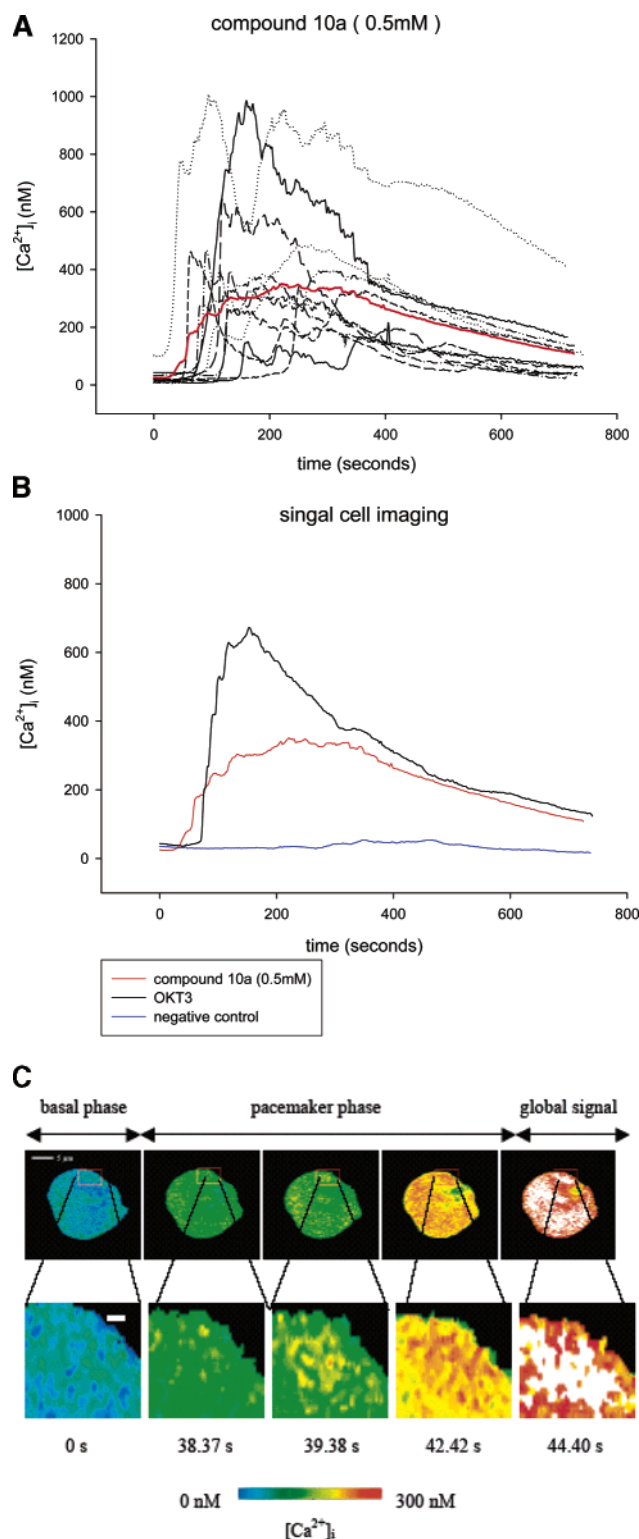 A
compound 10a ( 0.5mM )
1200
1000
800
600
400
200
0
[Ca2+]i (nM)
0 200 400 600 800
time (seconds)
B
singal cell imaging
1000
800
600
400
200
0
[Ca2+]i (nM)
0 200 400 600 800
time (seconds)
compound 10a (0.5mM)
OKT3
negative control
C
basal phase pacemaker phase global signal
5 µm
0 s 38.37 s 39.38 s 42.42 s 44.40 s
0 nM 300 nM
[Ca2+]i